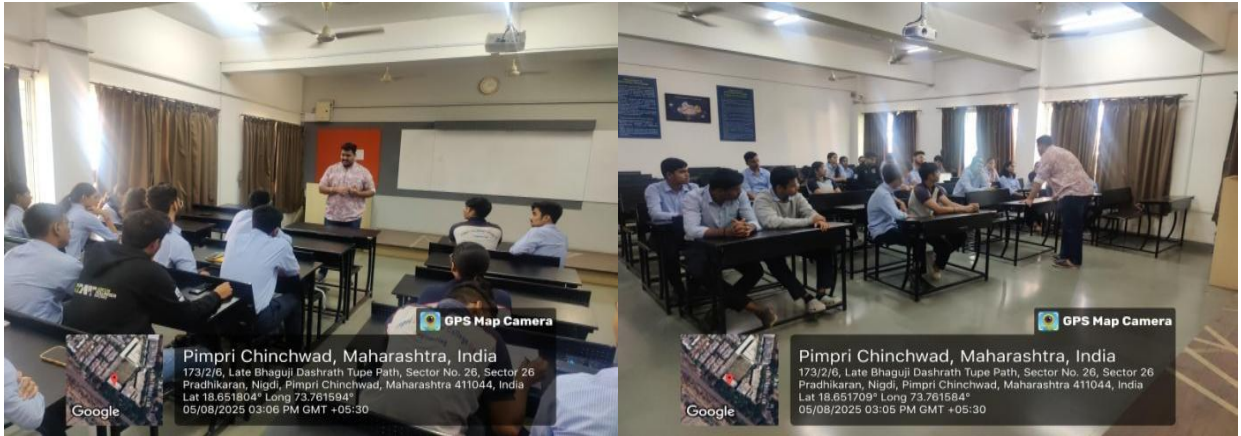 GPS Map Camera
Pimpri Chinchwad, Maharashtra, India
173/2/6, Late Bhaguji Dashrath Tupe Path, Sector No. 26, Sector 26
Pradhikaran, Nigdi, Pimpri Chinchwad, Maharashtra 411044, India
Lat 18.651804° Long 73.761594°
05/08/2025 03:06 PM GMT +05:30
Google
GPS Map Camera
Pimpri Chinchwad, Maharashtra, India
173/2/6, Late Bhaguji Dashrath Tupe Path, Sector No. 26, Sector 26
Pradhikaran, Nigdi, Pimpri Chinchwad, Maharashtra 411044, India
Lat 18.651709° Long 73.761584°
05/08/2025 03:05 PM GMT +05:30
Google